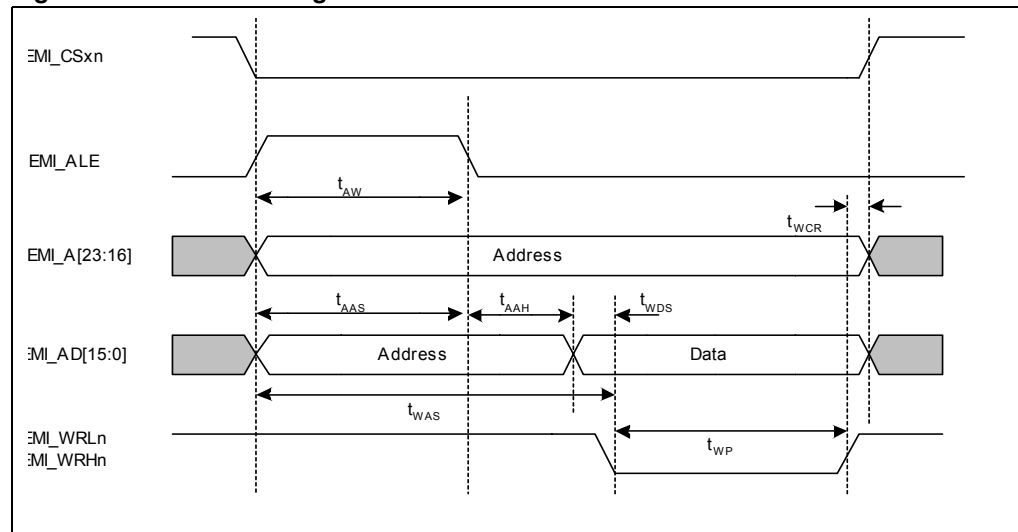 EMI_CSxn
EMI_ALE
tAW
tWCR
EMI_A[23:16]
Address
tAAS
tAAH
tWDS
EMI_AD[15:0]
Address
Data
tWAS
EMI_WRLn
EMI_WRHn
tWP